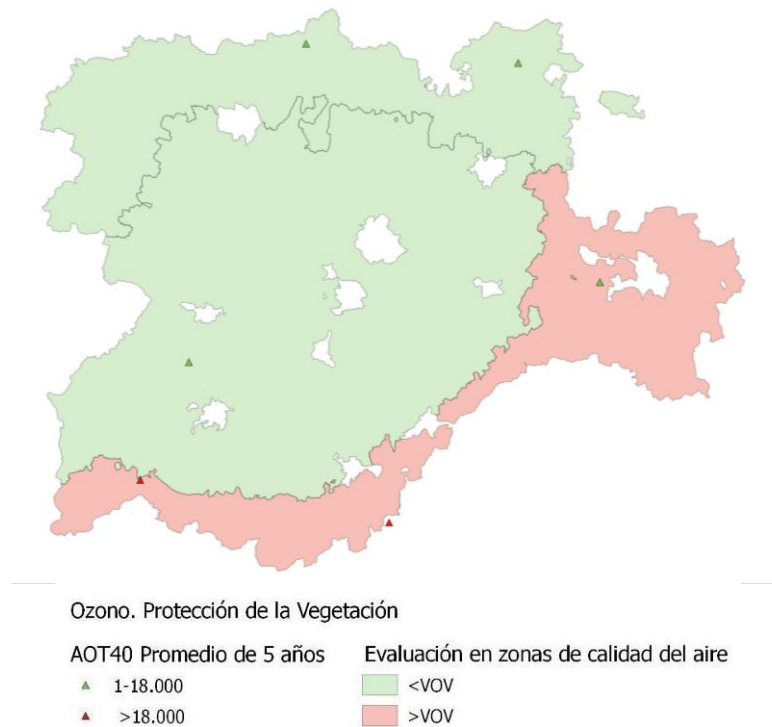 Ozono. Protección de la Vegetación
AOT40 Promedio de 5 años
1-18.000
>18.000
Evaluación en zonas de calidad del aire
<VOV
>VOV